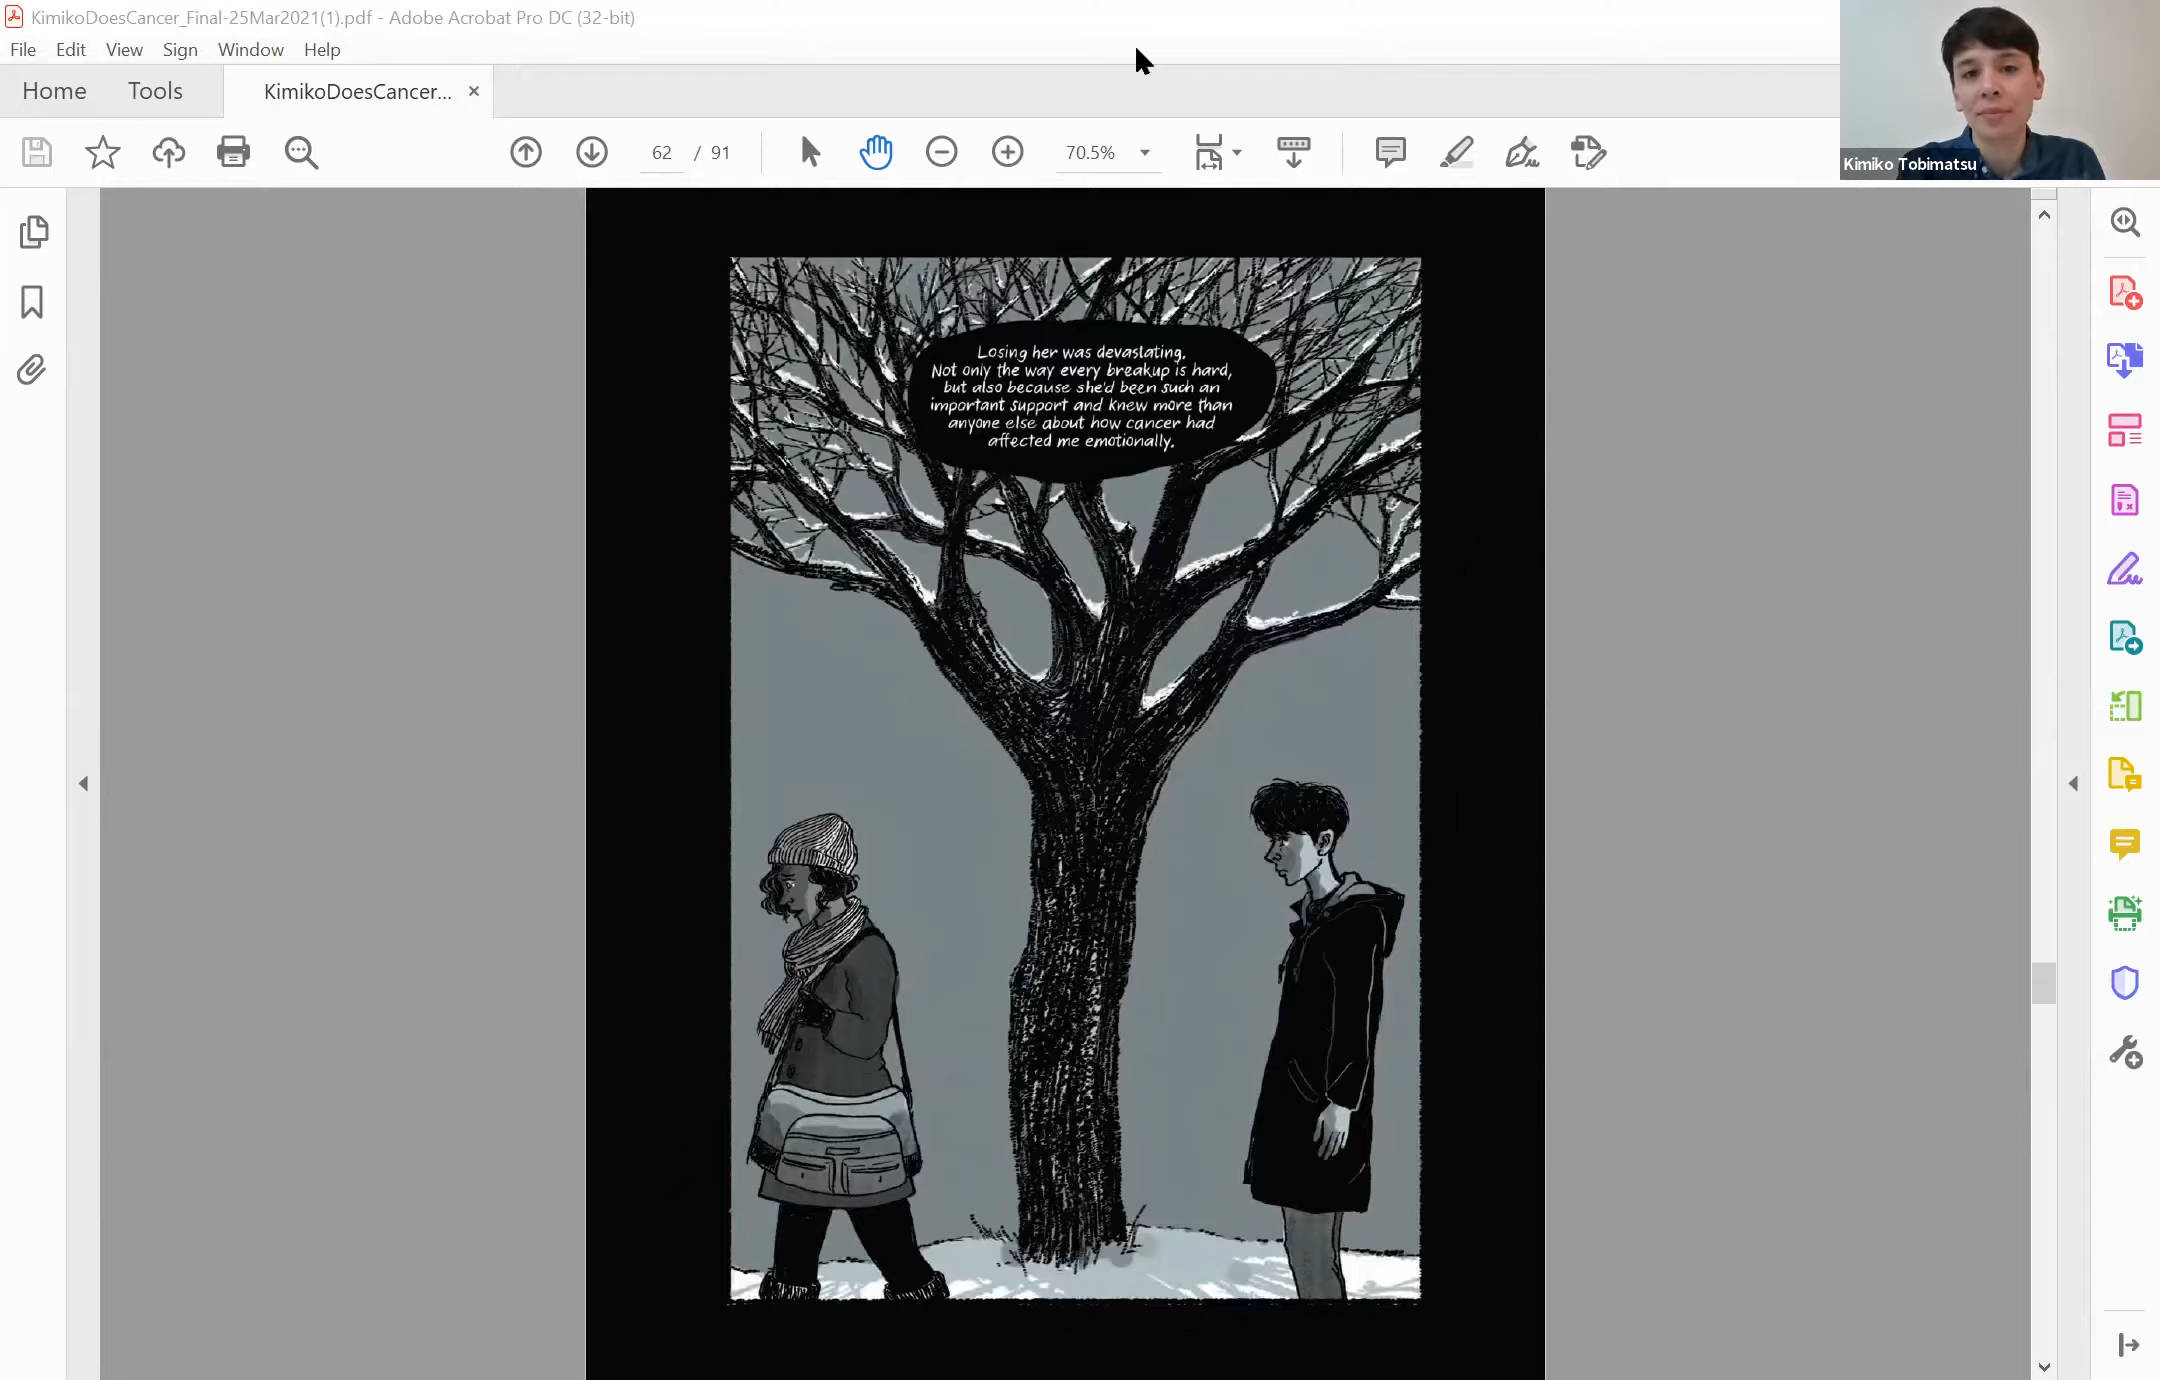 KimikoDoesCancer_Final-25Mar2021(1).pdf - Adobe Acrobat Pro DC (32-bit)
File Edit View Sign Window Help
Home Tools KimikoDoesCancer... ×
62 / 91 70.5%
Kimiko Tobimatsu
Losing her was devastating.
Not only the way every breakup is hard,
but also because she'd been such an
important support and knew more than
anyone else about how cancer had
affected me emotionally.